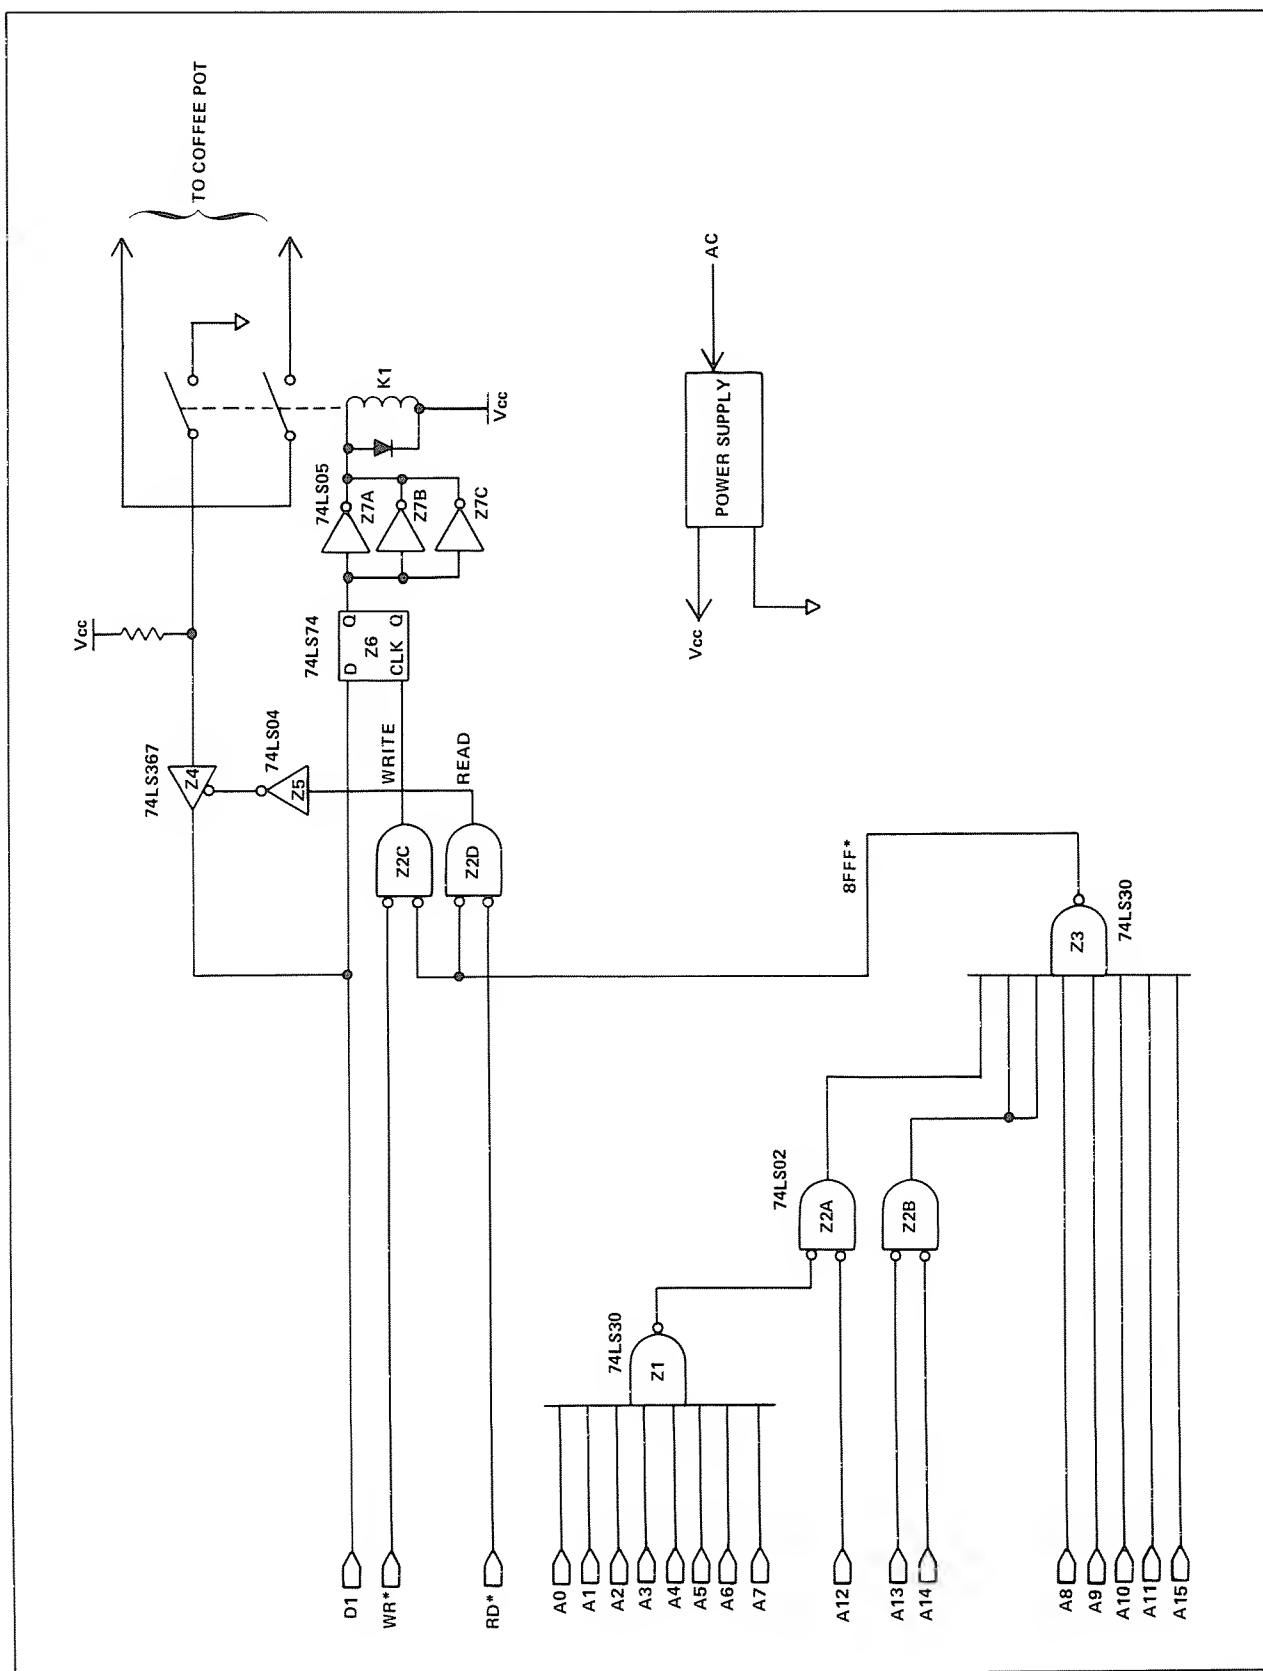 TO COFFEE POT
Vcc
74LS367
Z4
74LS04
Z5
74LS74
D
Q
Z6
CLK
Q
74LS05
Z7A
Z7B
Z7C
K1
Vcc
WRITE
READ
Z2C
Z2D
8FFF*
Z3
74LS30
74LS02
Z2A
Z2B
74LS30
Z1
AC
POWER SUPPLY
Vcc
D1
WR*
RD*
A0
A1
A2
A3
A4
A5
A6
A7
A12
A13
A14
A8
A9
A10
A11
A15